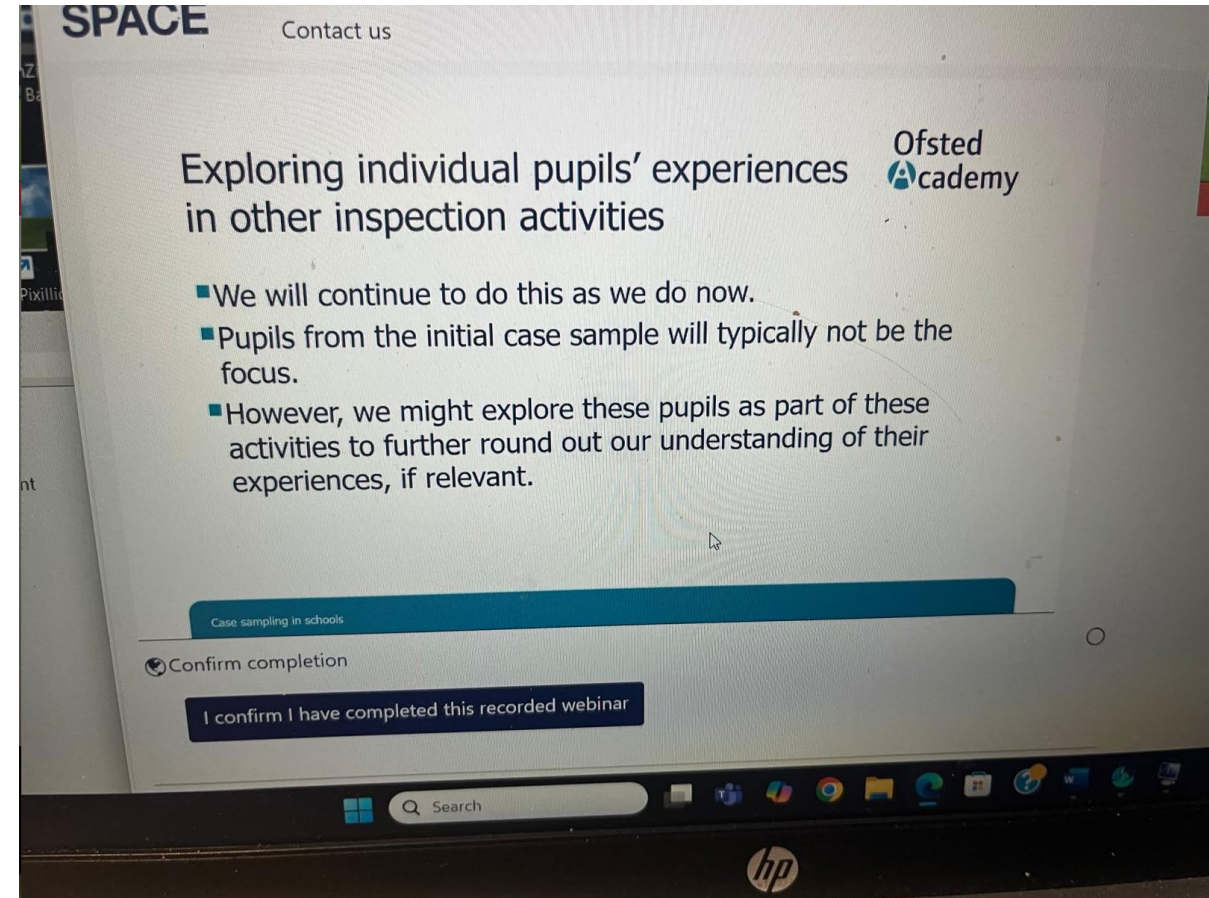 SPACE
Contact us
Ba
Exploring individual pupils' experiences
in other inspection activities
Ofsted
Academy
■We will continue to do this as we do now.
■Pupils from the initial case sample will typically not be the
focus.
■However, we might explore these pupils as part of these
activities to further round out our understanding of their
experiences, if relevant.
Pixillio
nt
Case sampling in schools
Confirm completion
I confirm I have completed this recorded webinar
Search
hp